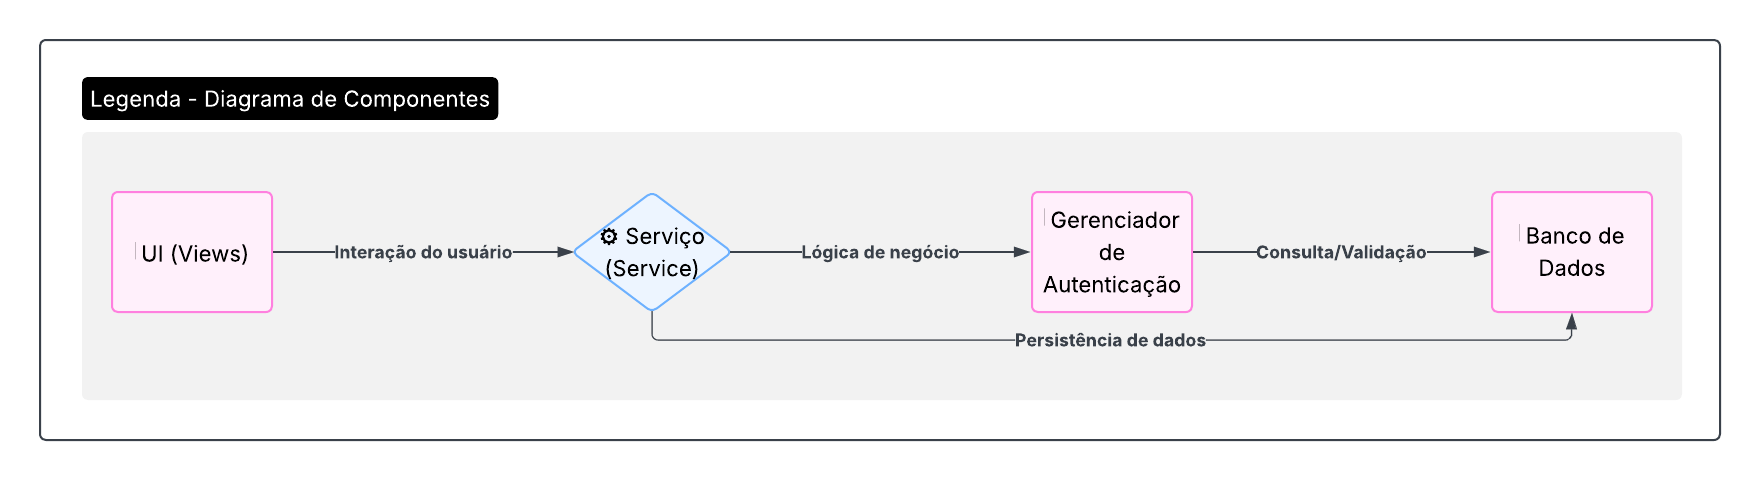 Legenda - Diagrama de Componentes
UI (Views)
Interação do usuário
⚙ Serviço
(Service)
Lógica de negócio
Gerenciador
de
Autenticação
Consulta/Validação
Banco de
Dados
Persistência de dados